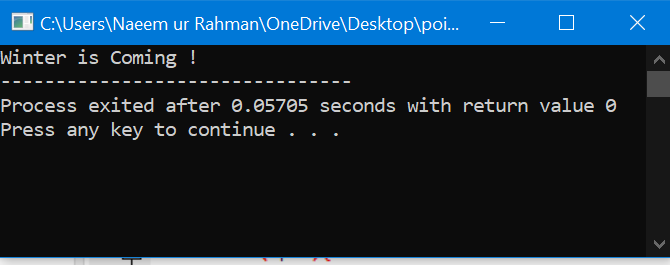 C:\Users\Naeem ur Rahman\OneDrive\Desktop\poi...
Winter is Coming !
--------------------------------
Process exited after 0.05705 seconds with return value 0
Press any key to continue . . .